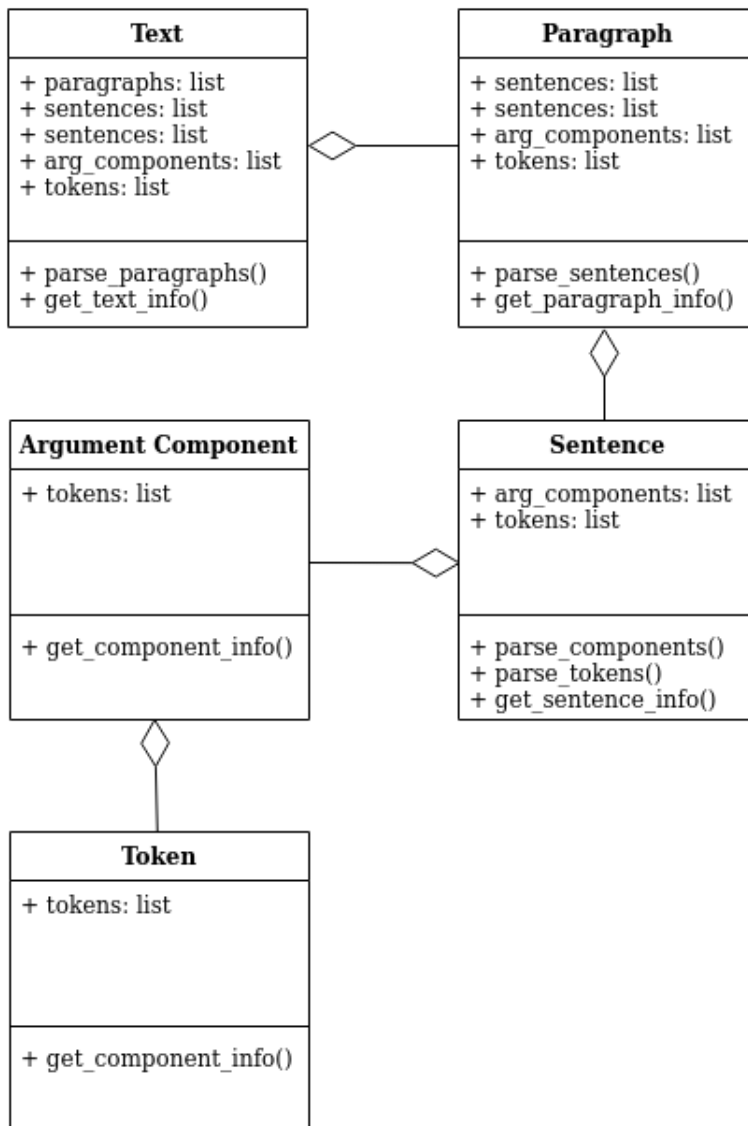 Text
+ paragraphs: list
+ sentences: list
+ sentences: list
+ arg_components: list
+ tokens: list
+ parse_paragraphs()
+ get_text_info()
Paragraph
+ sentences: list
+ sentences: list
+ arg_components: list
+ tokens: list
+ parse_sentences()
+ get_paragraph_info()
Argument Component
+ tokens: list
+ get_component_info()
Sentence
+ arg_components: list
+ tokens: list
+ parse_components()
+ parse_tokens()
+ get_sentence_info()
Token
+ tokens: list
+ get_component_info()